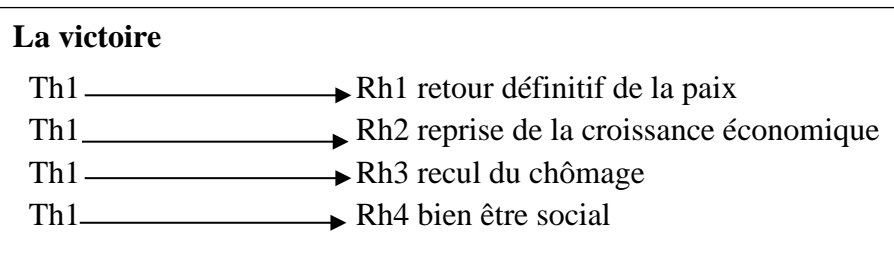 La victoire
Th1 Rh1 retour définitif de la paix
Th1 Rh2 reprise de la croissance économique
Th1 Rh3 recul du chômage
Th1 Rh4 bien être social